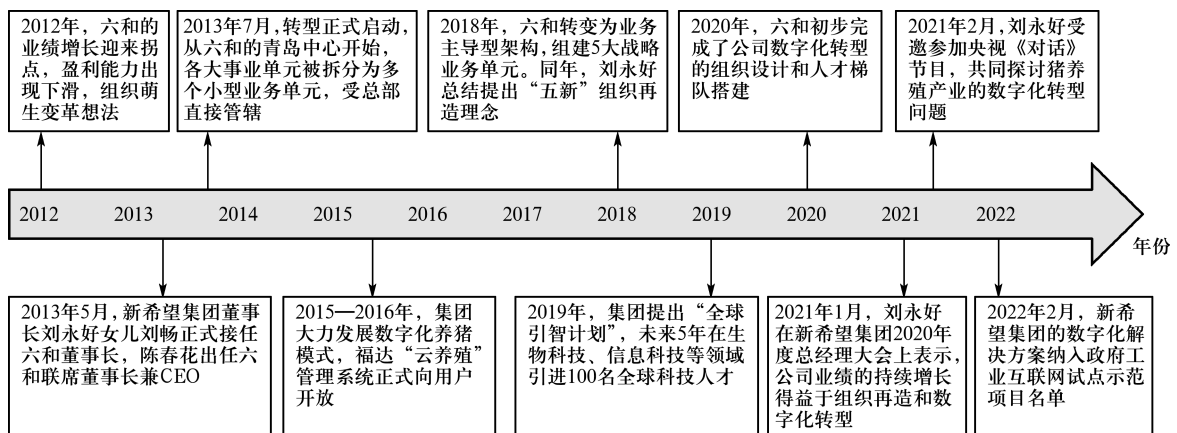 2012年，六和的
业绩增长迎来拐
点，盈利能力出
现下滑，组织萌
生变革想法
2013年7月，转型正式启动，
从六和的青岛中心开始，
各大事业单元被拆分为多
个小型业务单元，受总部
直接管辖
2018年，六和转变为业务
主导型架构，组建5大战略
业务单元。同年，刘永好
总结提出“五新”组织再
造理念
2020年，六和初步
完成了公司数字化转型
的组织设计和人才梯
队搭建
2021年2月，刘永好受
邀参加央视《对话》
节目，共同探讨猪养
殖产业的数字化转型
问题
2012 2013 2014 2015 2016 2017 2018 2019 2020 2021 2022
年份
2013年5月，新希望集团董事
长刘永好女儿刘畅正式接任
六和董事长，陈春花出任六
和联席董事长兼CEO
2015—2016年，集团
大力发展数字化养猪
模式，福达“云养殖”
管理系统正式向用户
开放
2019年，集团提出“全球
引智计划”，未来5年在生
物科技、信息科技等领域
引进100名全球科技人才
2021年1月，刘永好
在新希望集团2020年
度总经理大会上表示，
公司业绩的持续增长
得益于组织再造和数
字化转型
2022年2月，新希
望集团的数字化解
决方案纳入政府工
业互联网试点示范
项目名单